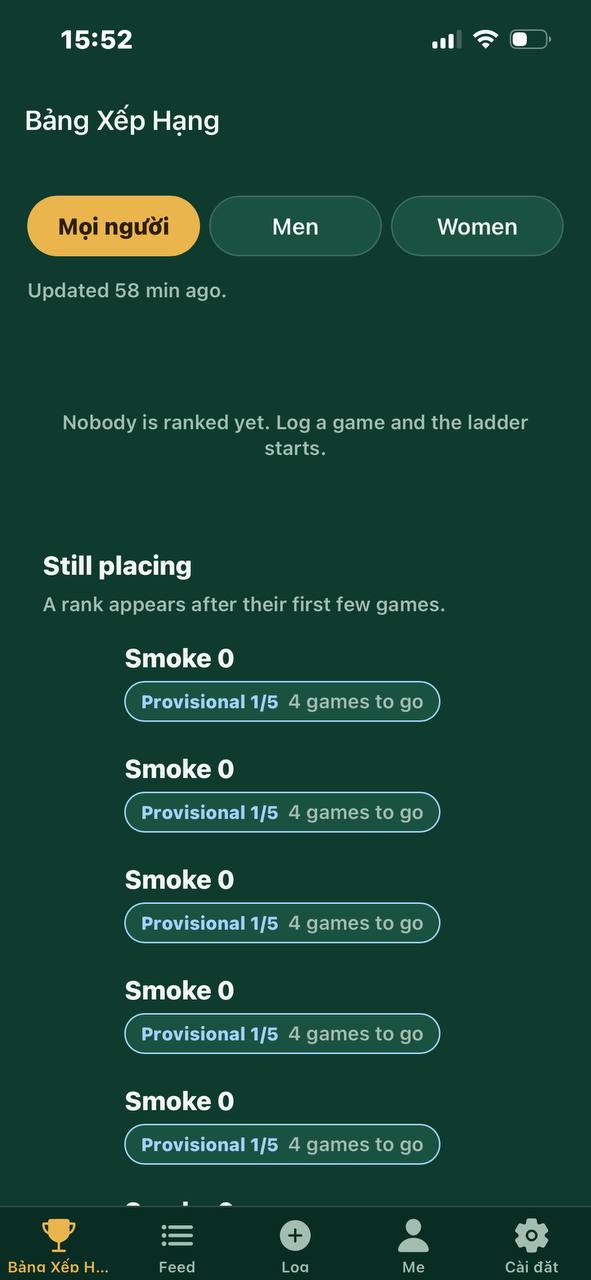 15:52
Bảng Xếp Hạng
Mọi người
Men
Women
Updated 58 min ago.
Nobody is ranked yet. Log a game and the ladder
starts.
Still placing
A rank appears after their first few games.
Smoke 0
Provisional 1/5 4 games to go
Smoke 0
Provisional 1/5 4 games to go
Smoke 0
Provisional 1/5 4 games to go
Smoke 0
Provisional 1/5 4 games to go
Smoke 0
Provisional 1/5 4 games to go
Bảng Xếp H...
Feed
Log
Me
Cài đặt